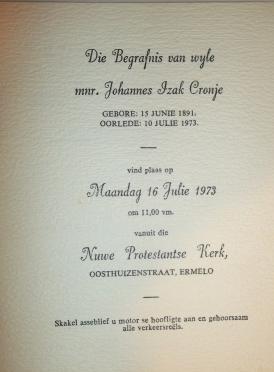 Die Begrafnis van wyle
mnr. Johannes Izak Cronje
GEBORE: 15 JUNIE 1891.
OORLEDE: 10 JULIE 1973.
vind plaas op
Maandag 16 Julie 1973
om 11,00 vm.
vanuit die
Nuwe Protestantse Kerk,
OOSTHUIZENSTRAAT, ERMELO
Skakel asseblief u motor se hoofligte aan en gehoorsaam
alle verkeersreëls.